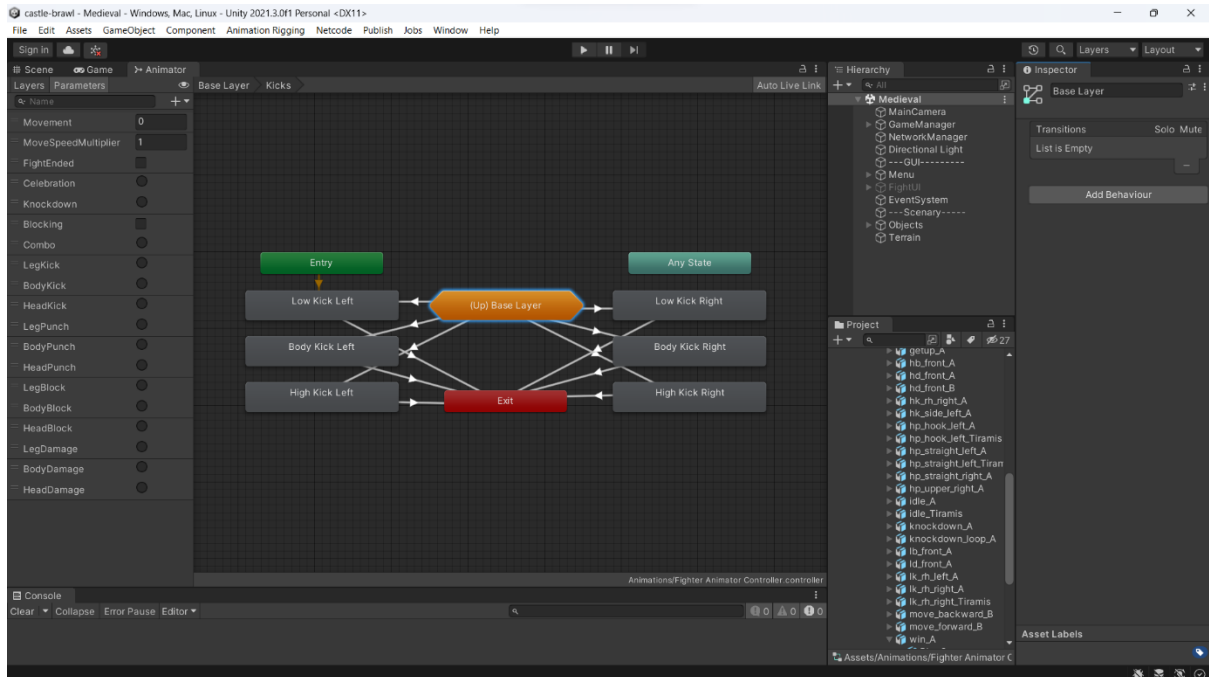 castle-brawl - Medieval - Windows, Mac, Linux - Unity 2021.3.0f1 Personal <DX11>
File Edit Assets GameObject Component Animation Rigging Netcode Publish Jobs Window Help
Sign in
Layers
Layout
Scene Game Animator
Layers Parameters
Base Layer Kicks
Auto Live Link
Name
Movement 0
MoveSpeedMultiplier 1
FightEnded
Celebration
Knockdown
Blocking
Combo
LegKick
BodyKick
HeadKick
LegPunch
BodyPunch
HeadPunch
LegBlock
BodyBlock
HeadBlock
LegDamage
BodyDamage
HeadDamage
Entry
Any State
Low Kick Left
(Up) Base Layer
Low Kick Right
Body Kick Left
Body Kick Right
High Kick Left
Exit
High Kick Right
Animations/Fighter Animator Controller.controller
Console
Clear Collapse Error Pause Editor
0 0 0
Hierarchy
All
Medieval
MainCamera
GameManager
NetworkManager
Directional Light
---GUI---------
Menu
FightUI
EventSystem
---Scenary-----
Objects
Terrain
Project
27
getup_A
hb_front_A
hd_front_A
hd_front_B
hk_rh_right_A
hk_side_left_A
hp_hook_left_A
hp_hook_left_Tiramis
hp_straight_left_A
hp_straight_left_Tiram
hp_straight_right_A
hp_upper_right_A
idle_A
idle_Tiramis
knockdown_A
knockdown_loop_A
lb_front_A
ld_front_A
lk_rh_left_A
lk_rh_right_A
lk_rh_right_Tiramis
move_backward_B
move_forward_B
win_A
Assets/Animations/Fighter Animator C
Inspector
Base Layer
Transitions Solo Mute
List is Empty
Add Behaviour
Asset Labels